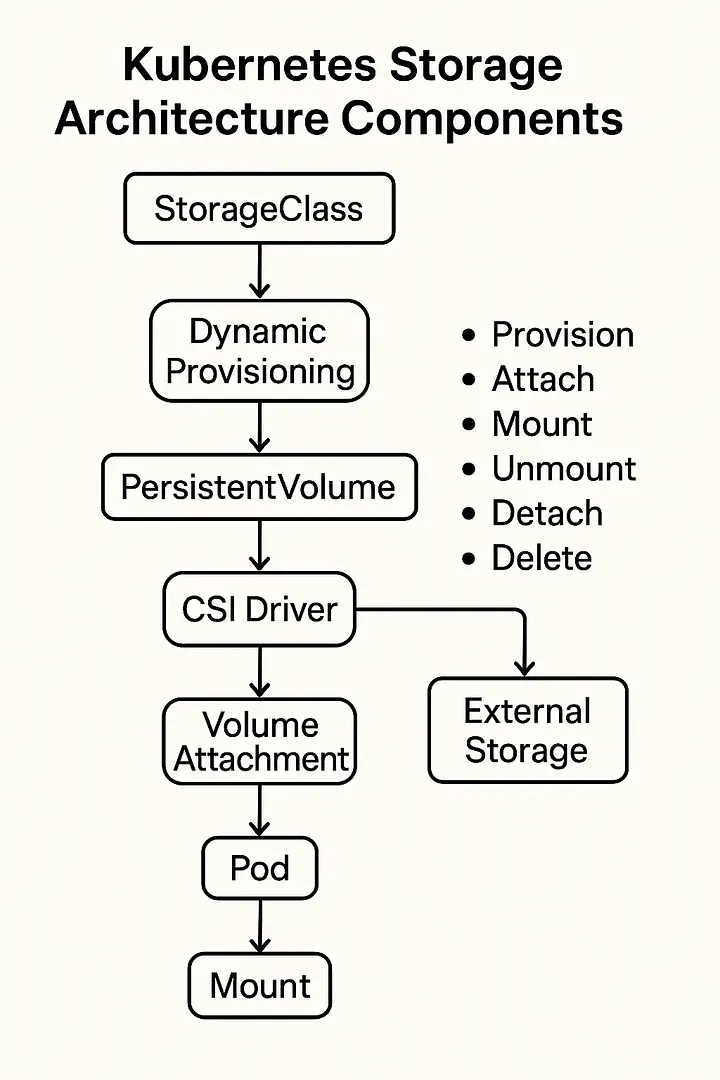 Kubernetes Storage
Architecture Components
StorageClass
Dynamic
Provisioning
PersistentVolume
CSI Driver
Volume
Attachment
Pod
Mount
• Provision
• Attach
• Mount
• Unmount
• Detach
• Delete
External
Storage